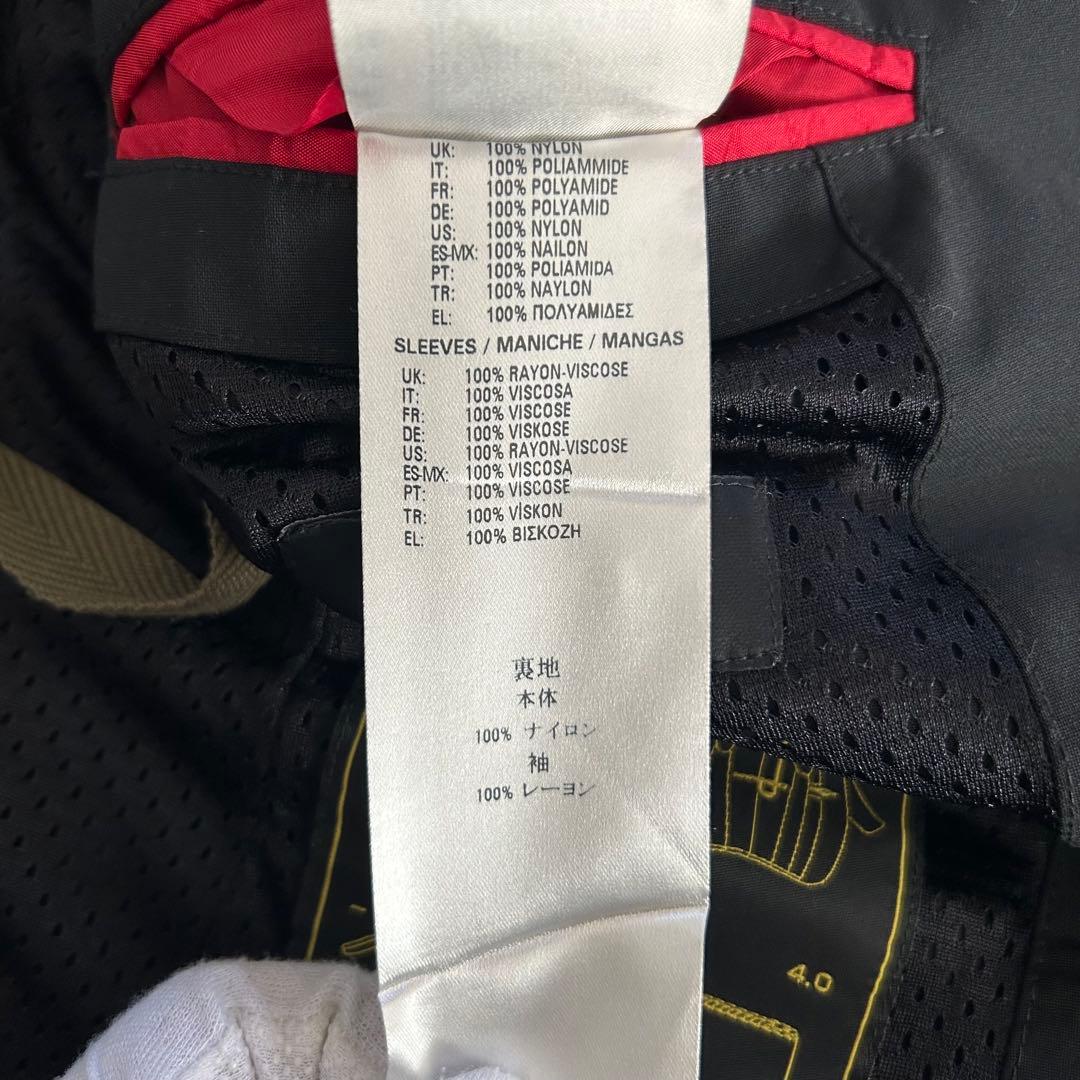 UK: 100% NYLON
IT: 100% POLIAMMIDE
FR: 100% POLYAMIDE
DE: 100% POLYAMID
US: 100% NYLON
ES-MX: 100% NAILON
PT: 100% POLIAMIDA
TR: 100% NAYLON
EL: 100% ΠΟΛΥΑΜΙΔΕΣ
SLEEVES / MANICHE / MANGAS
UK: 100% RAYON-VISCOSE
IT: 100% VISCOSA
FR: 100% VISCOSE
DE: 100% VISKOSE
US: 100% RAYON-VISCOSE
ES-MX: 100% VISCOSA
PT: 100% VISCOSE
TR: 100% VİSKON
EL: 100% ΒΙΣΚΟΖΗ
裏地
本体
100% ナイロン
袖
100% レーヨン
4.0